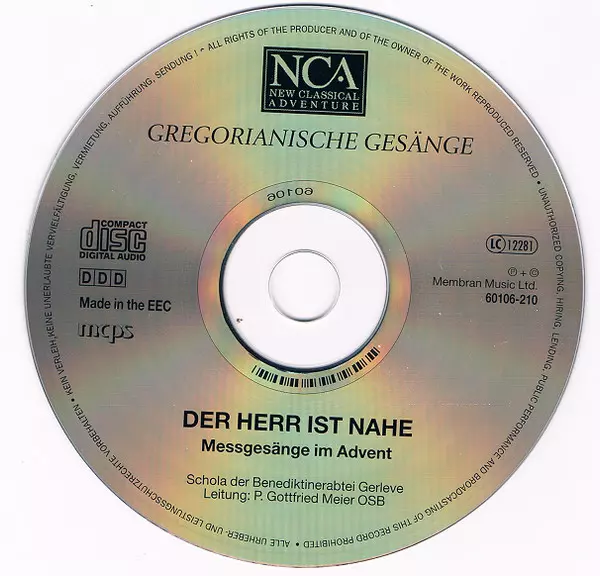 NCA
NEW CLASSICAL
ADVENTURE
GREGORIANISCHE GESÄNGE
60106
COMPACT
disc
DIGITAL AUDIO
DDD
Made in the EEC
mcps
LC 12281
℗ + ©
Membran Music Ltd.
60106-210
DER HERR IST NAHE
Messgesänge im Advent
Schola der Benediktinerabtei Gerleve
Leitung: P. Gottfried Meier OSB
ALL RIGHTS OF THE PRODUCER AND OF THE OWNER OF THE WORK REPRODUCED RESERVED • UNAUTHORIZED COPYING, HIRING, LENDING, PUBLIC PERFORMANCE AND BROADCASTING OF THIS RECORD PROHIBITED • ALLE URHEBER- UND LEISTUNGSSCHUTZRECHTE VORBEHALTEN • KEIN VERLEIH, KEINE UNERLAUBTE VERVIELFÄLTIGUNG, VERMIETUNG, AUFFÜHRUNG, SENDUNG ! •